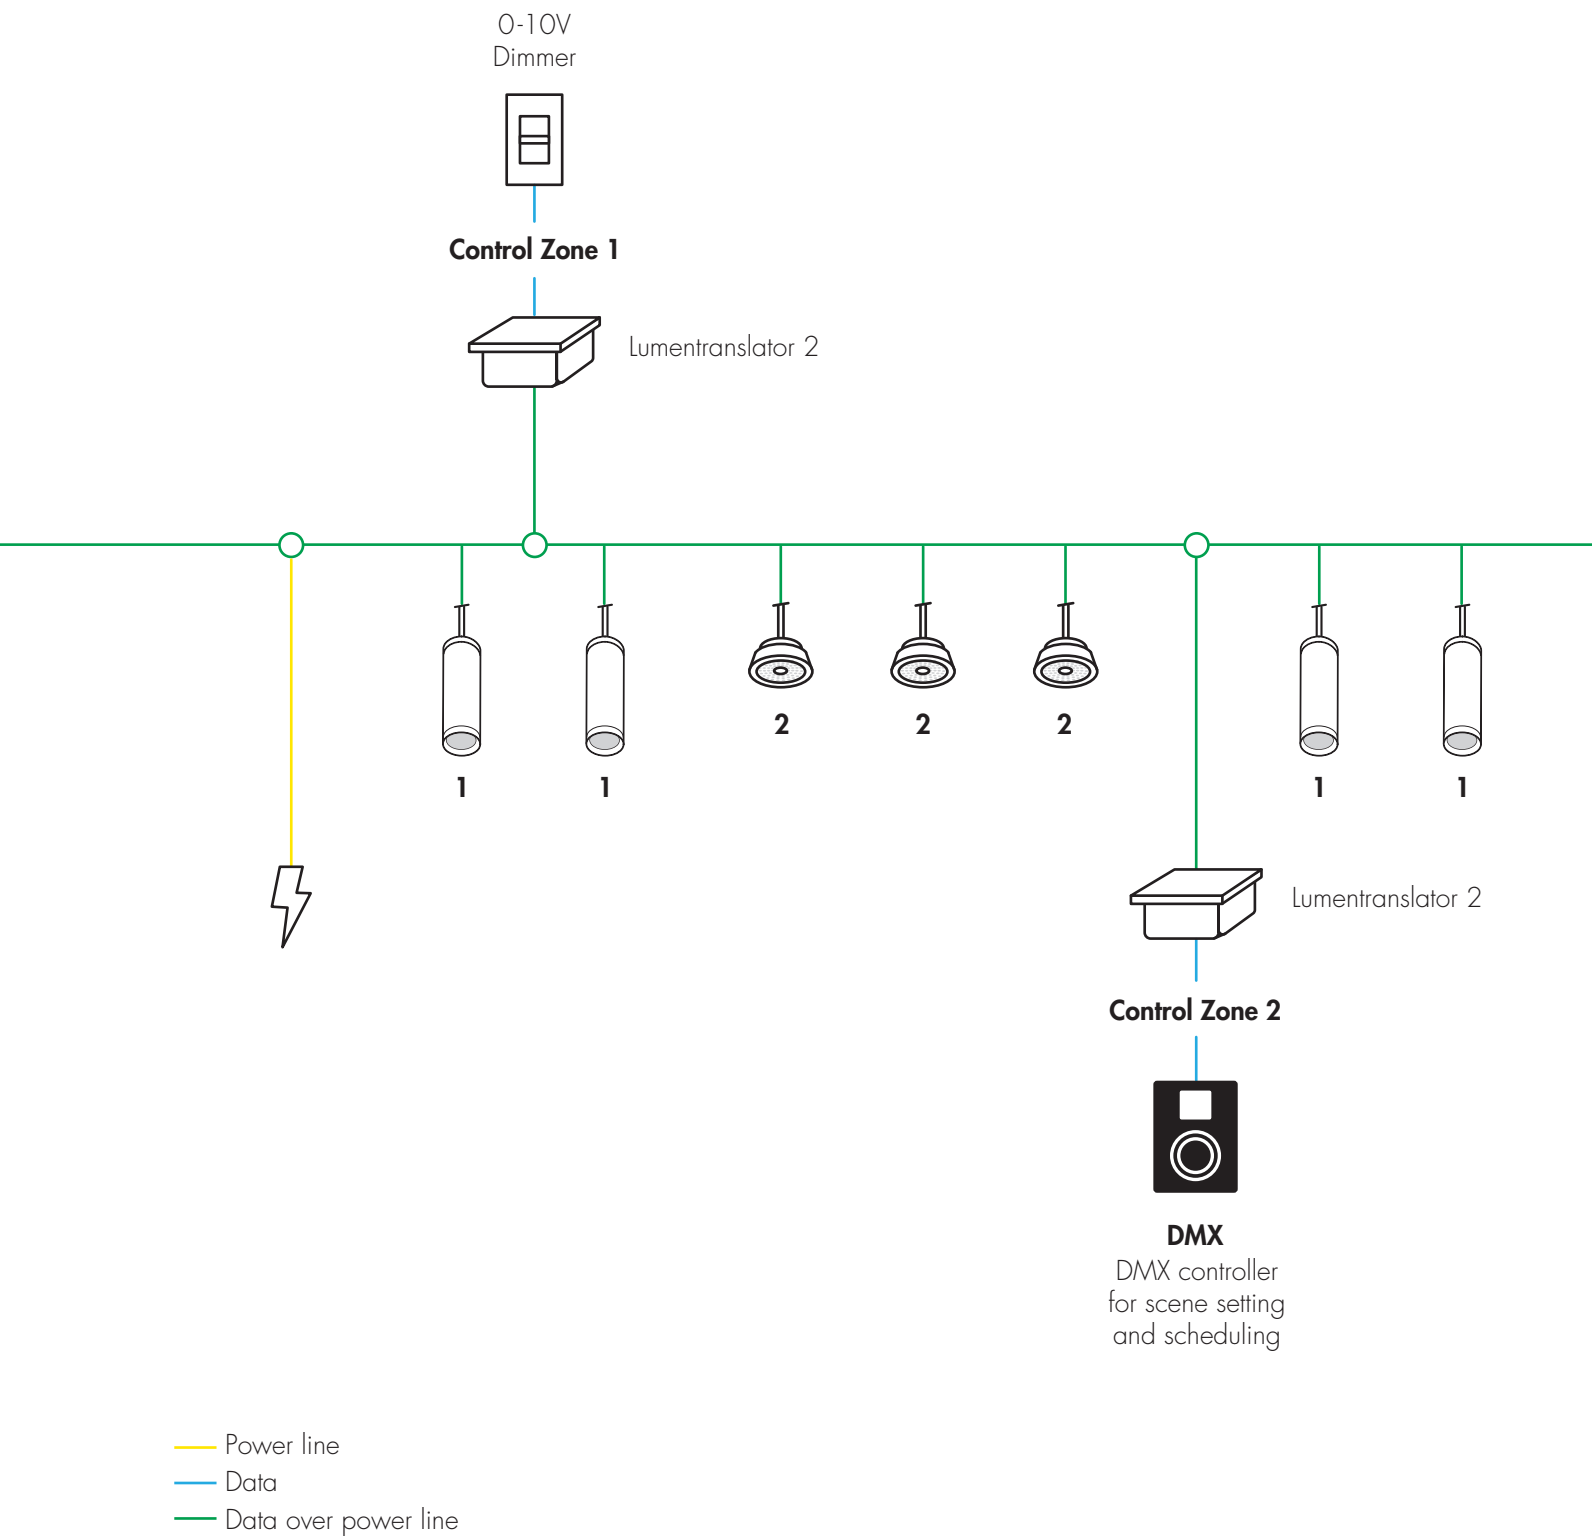 0-10V
Dimmer
Control Zone 1
Lumentranslator 2
2 2 2
1 1 1 1
Lumentranslator 2
Control Zone 2
DMX
DMX controller
for scene setting
and scheduling
Power line
Data
Data over power line